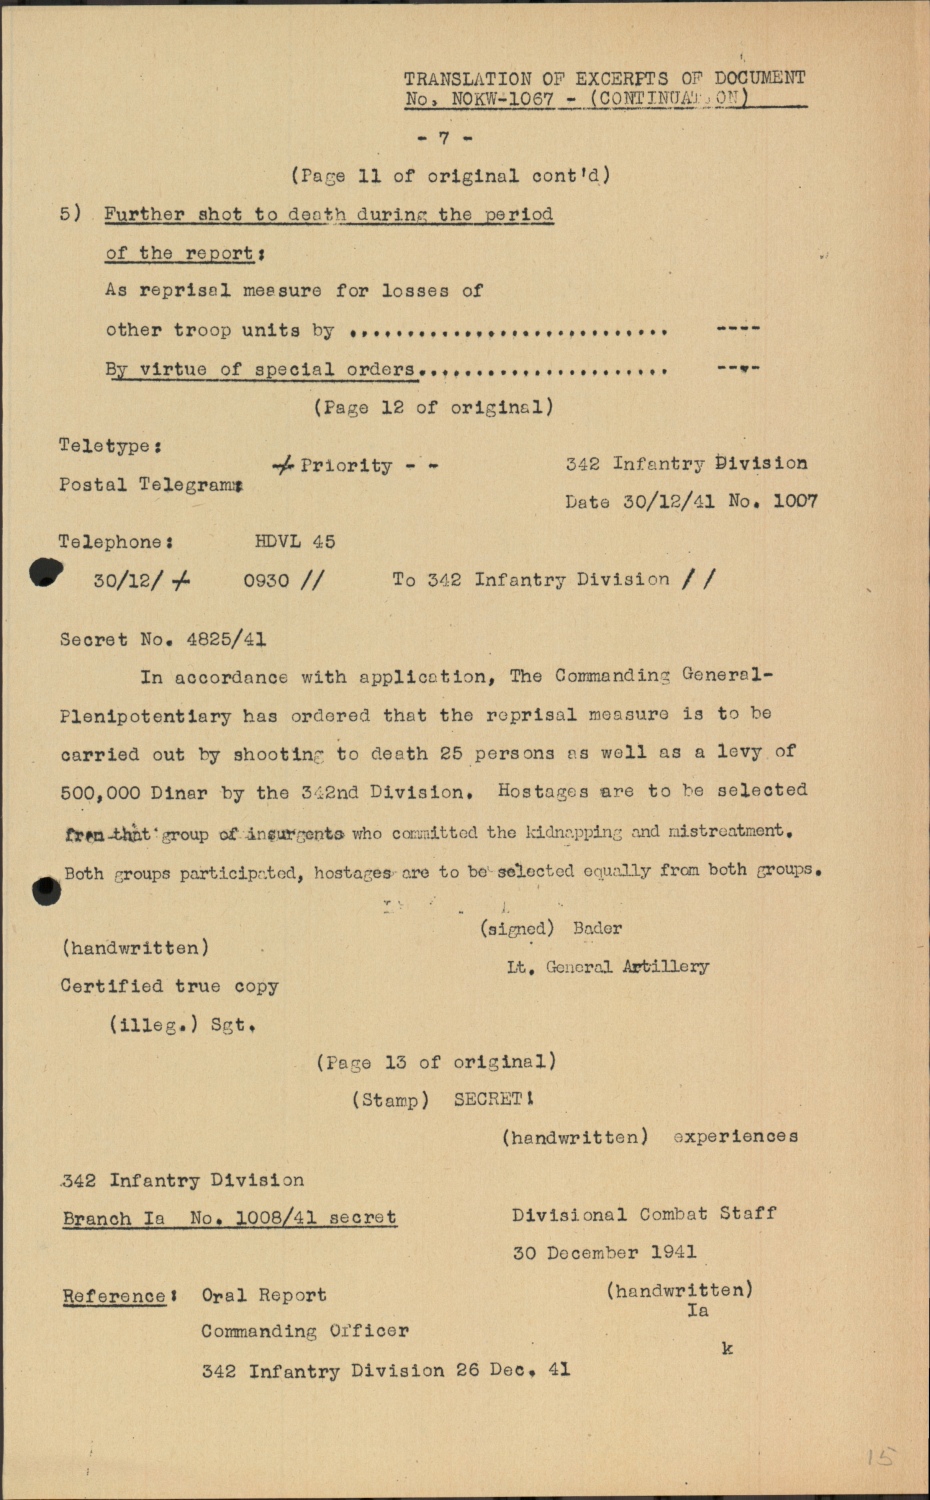 TRANSLATION OF EXCERPTS OF DOCUMENT
No. NOKW-1067 - (CONTINUATION)
- 7 -
(Page 11 of original cont'd)
5) Further shot to death during the period
of the report:
As reprisal measure for losses of
other troop units by ............................ ----
By virtue of special orders...................... ----
(Page 12 of original)
Teletype:
+ Priority - -
342 Infantry Division
Postal Telegram:
Date 30/12/41 No. 1007
Telephone: HDVL 45
30/12/ + 0930 // To 342 Infantry Division //
Secret No. 4825/41
In accordance with application, The Commanding General-
Plenipotentiary has ordered that the reprisal measure is to be
carried out by shooting to death 25 persons as well as a levy of
500,000 Dinar by the 342nd Division. Hostages are to be selected
from that group of insurgents who committed the kidnapping and mistreatment.
Both groups participated, hostages are to be selected equally from both groups.
(signed) Bader
(handwritten)
Lt. General Artillery
Certified true copy
(illeg.) Sgt.
(Page 13 of original)
(Stamp) SECRET!
(handwritten) experiences
342 Infantry Division
Branch Ia No. 1008/41 secret
Divisional Combat Staff
30 December 1941
Reference: Oral Report
(handwritten)
Ia
Commanding Officer
k
342 Infantry Division 26 Dec. 41
15